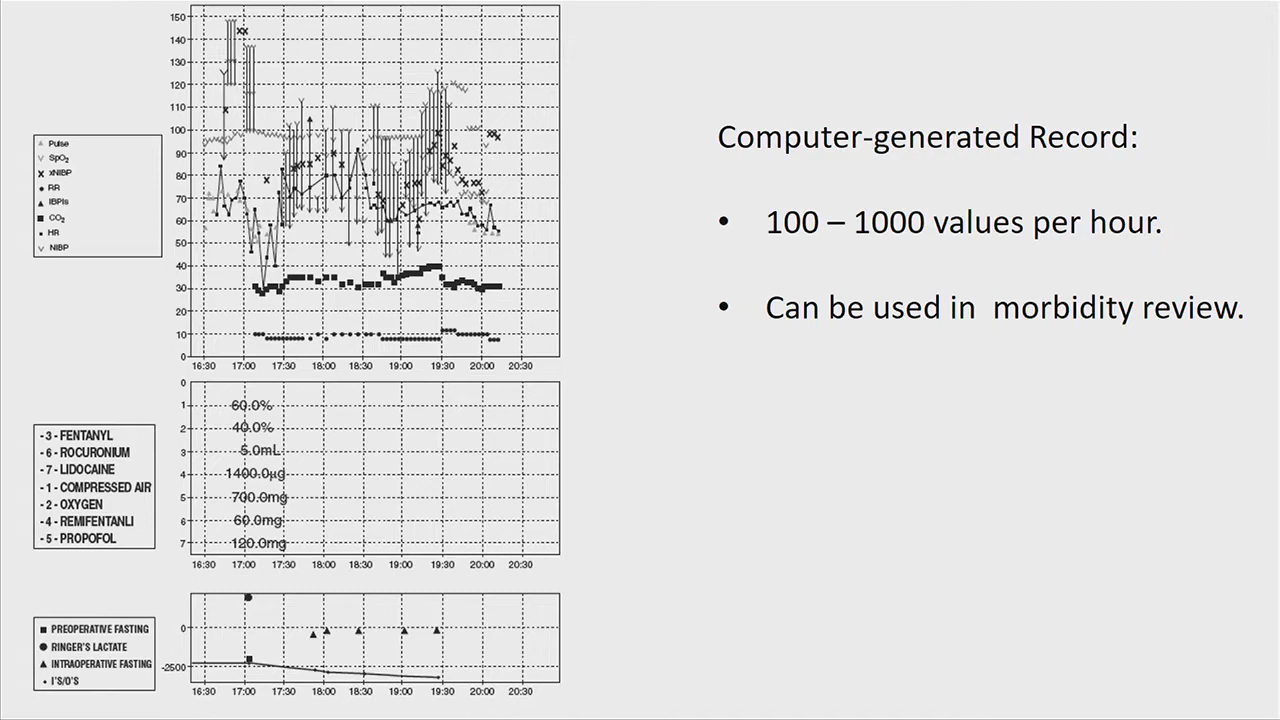 150
140
130
120
110
100
90
80
70
60
50
40
30
20
10
0
16:30 17:00 17:30 18:00 18:30 19:00 19:30 20:00 20:30
Pulse
SpO2
xNIBP
RR
IBPIs
CO2
HR
NIBP
Computer-generated Record:
• 100 – 1000 values per hour.
• Can be used in morbidity review.
0
1 60.0%
2 40.0%
3 5.0mL
4 1400.0µg
5 700.0mg
6 60.0mg
7 120.0mg
16:30 17:00 17:30 18:00 18:30 19:00 19:30 20:00 20:30
- 3 - FENTANYL
- 6 - ROCURONIUM
- 7 - LIDOCAINE
- 1 - COMPRESSED AIR
- 2 - OXYGEN
- 4 - REMIFENTANLI
- 5 - PROPOFOL
0
-2500
16:30 17:00 17:30 18:00 18:30 19:00 19:30 20:00 20:30
PREOPERATIVE FASTING
RINGER'S LACTATE
INTRAOPERATIVE FASTING
I'S/O'S